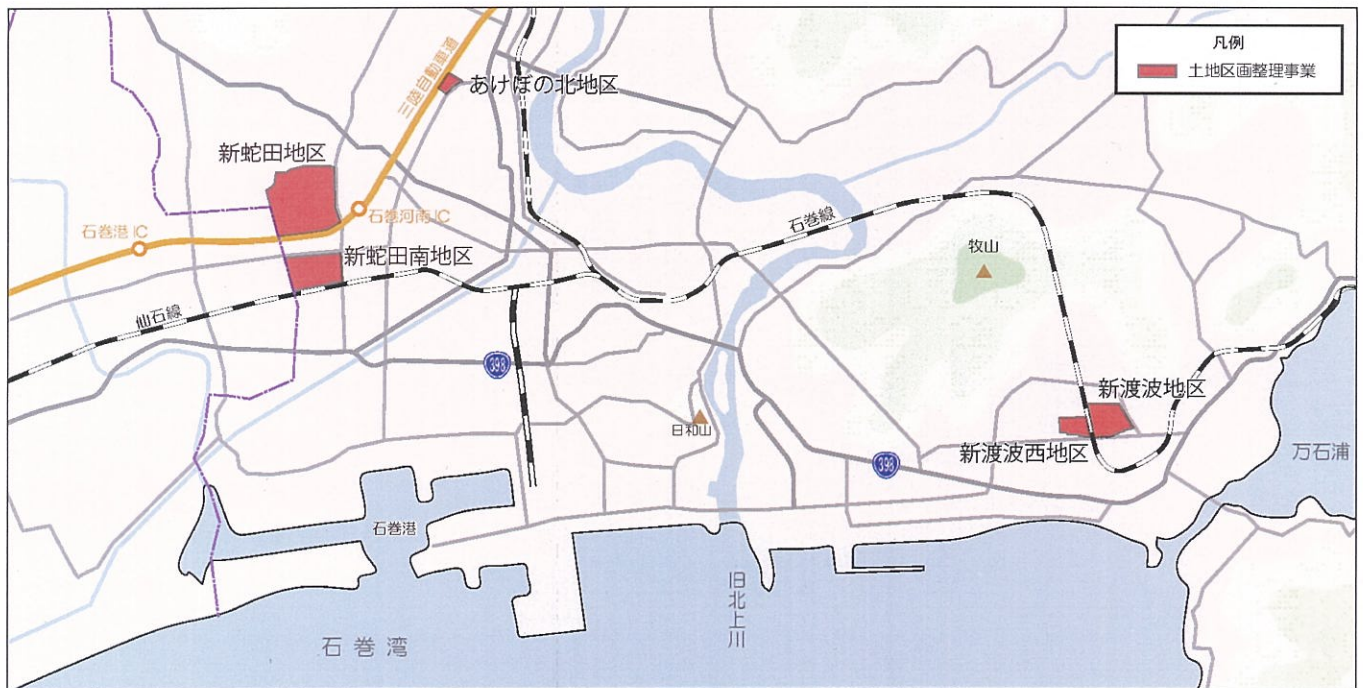 凡例
土地区画整理事業
三陸自動車道
あけぼの北地区
新蛇田地区
石巻河南IC
石巻港IC
新蛇田南地区
仙石線
石巻線
牧山
398
日和山
新渡波地区
新渡波西地区
398
万石浦
石巻港
旧北上川
石巻湾